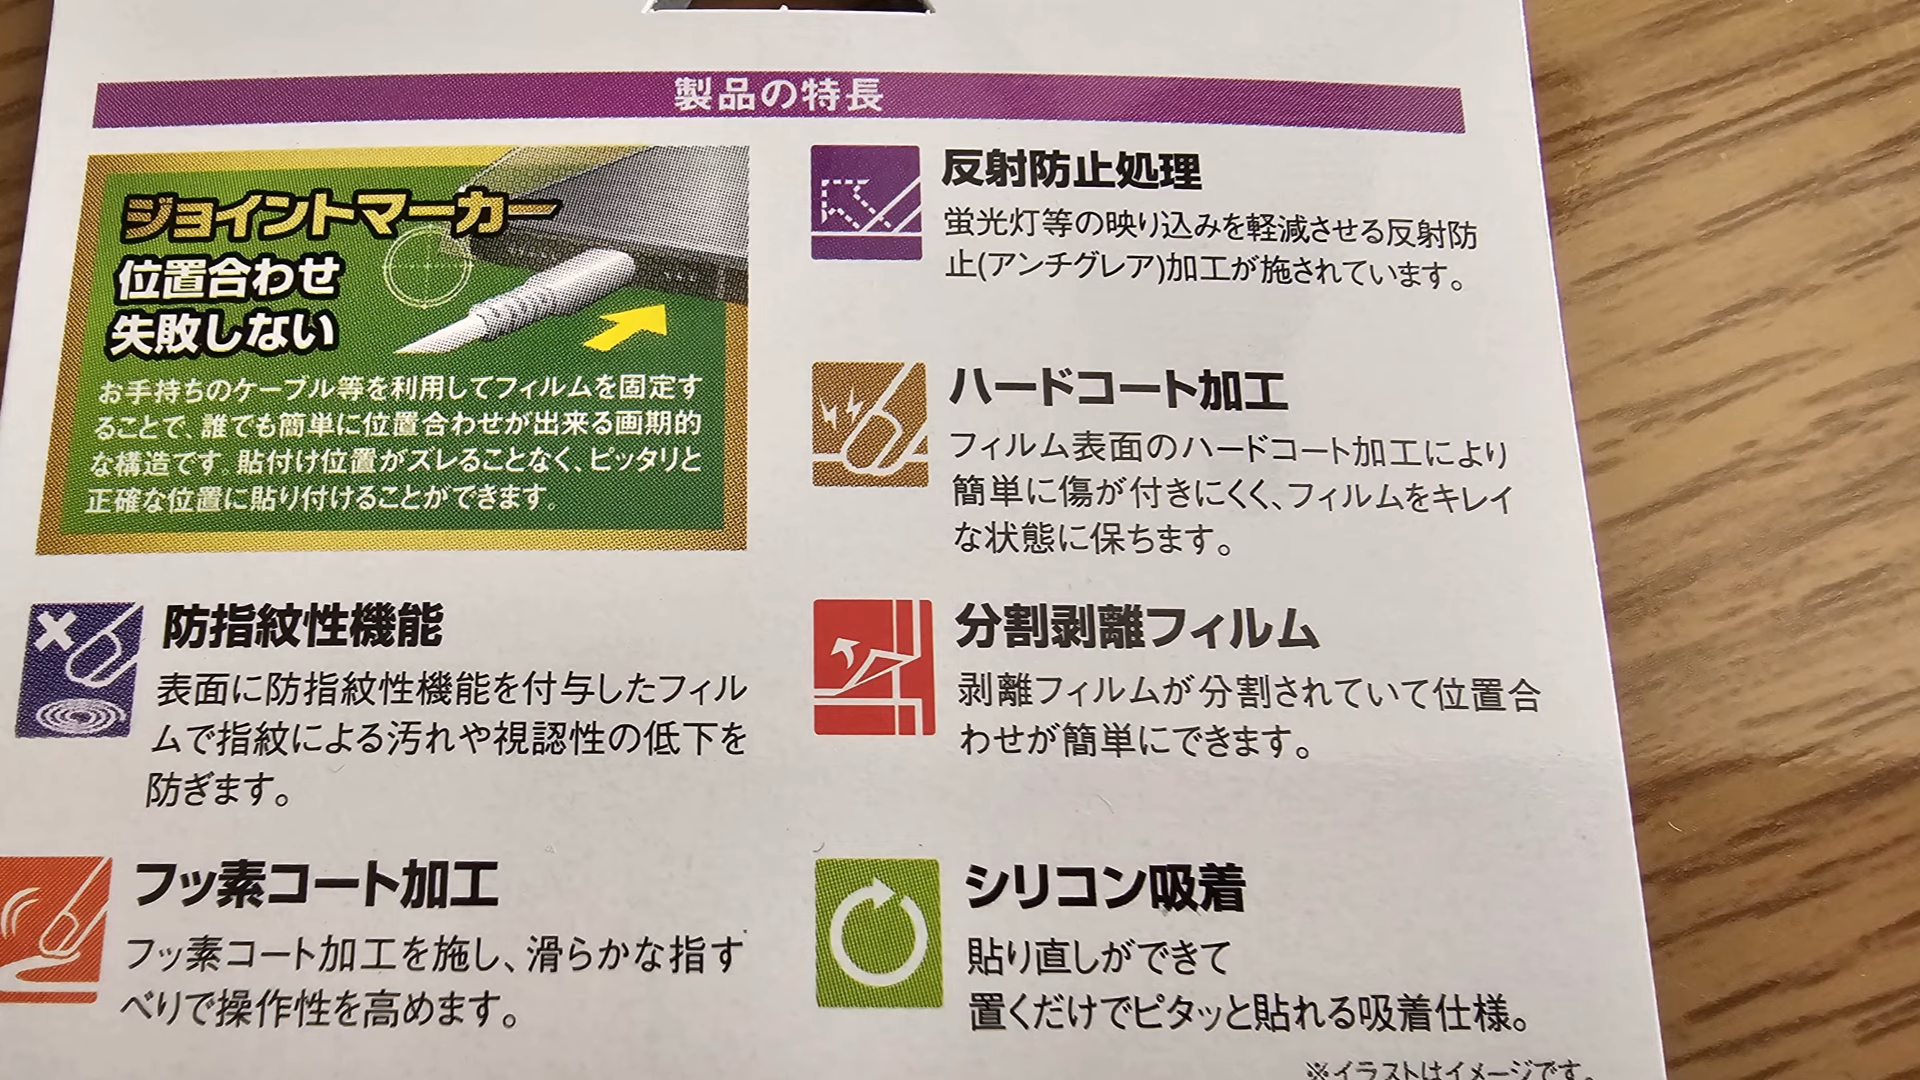 製品の特長
ジョイントマーカー
位置合わせ
失敗しない
お手持ちのケーブル等を利用してフィルムを固定す
ることで、誰でも簡単に位置合わせが出来る画期的
な構造です。貼付け位置がズレることなく、ピッタリと
正確な位置に貼り付けることができます。
反射防止処理
蛍光灯等の映り込みを軽減させる反射防
止(アンチグレア)加工が施されています。
ハードコート加工
フィルム表面のハードコート加工により
簡単に傷が付きにくく、フィルムをキレイ
な状態に保ちます。
防指紋性機能
表面に防指紋性機能を付与したフィル
ムで指紋による汚れや視認性の低下を
防ぎます。
分割剥離フィルム
剥離フィルムが分割されていて位置合
わせが簡単にできます。
フッ素コート加工
フッ素コート加工を施し、滑らかな指す
べりで操作性を高めます。
シリコン吸着
貼り直しができて
置くだけでピタッと貼れる吸着仕様。
※イラストはイメージです。